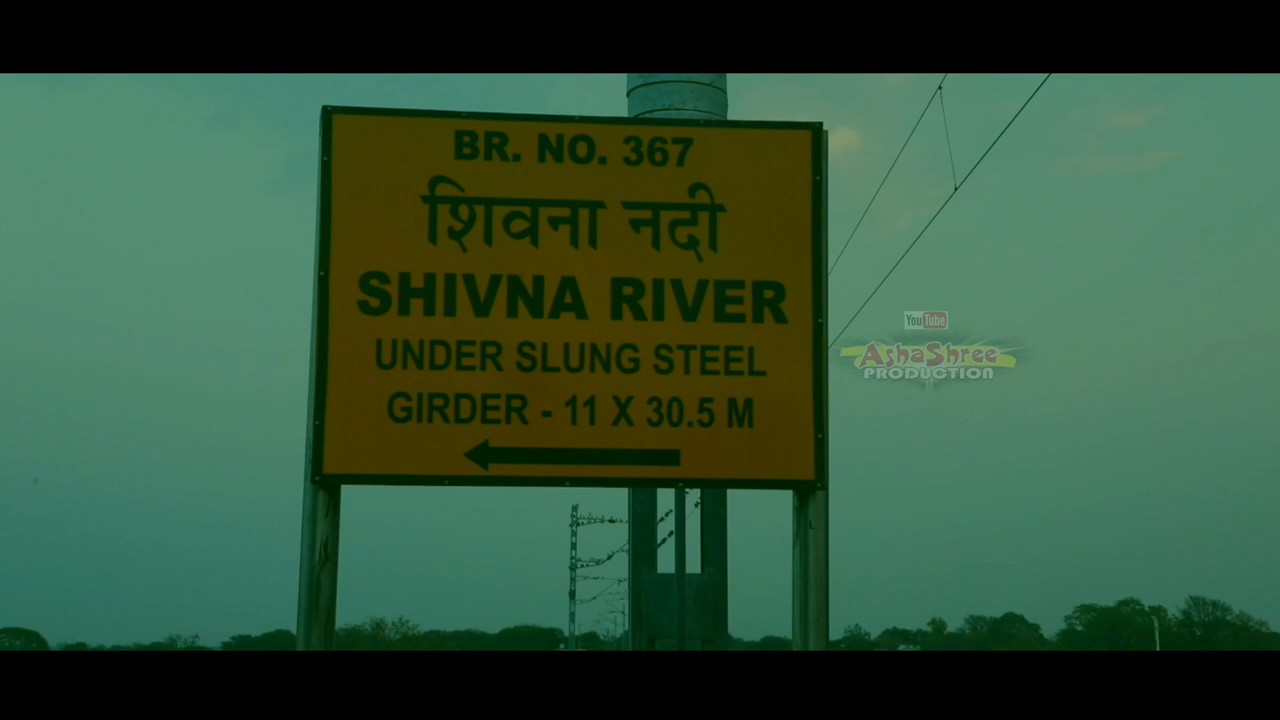 BR. NO. 367
शिवना नदी
SHIVNA RIVER
UNDER SLUNG STEEL
GIRDER - 11 X 30.5 M
YouTube
AshaShree
PRODUCTION